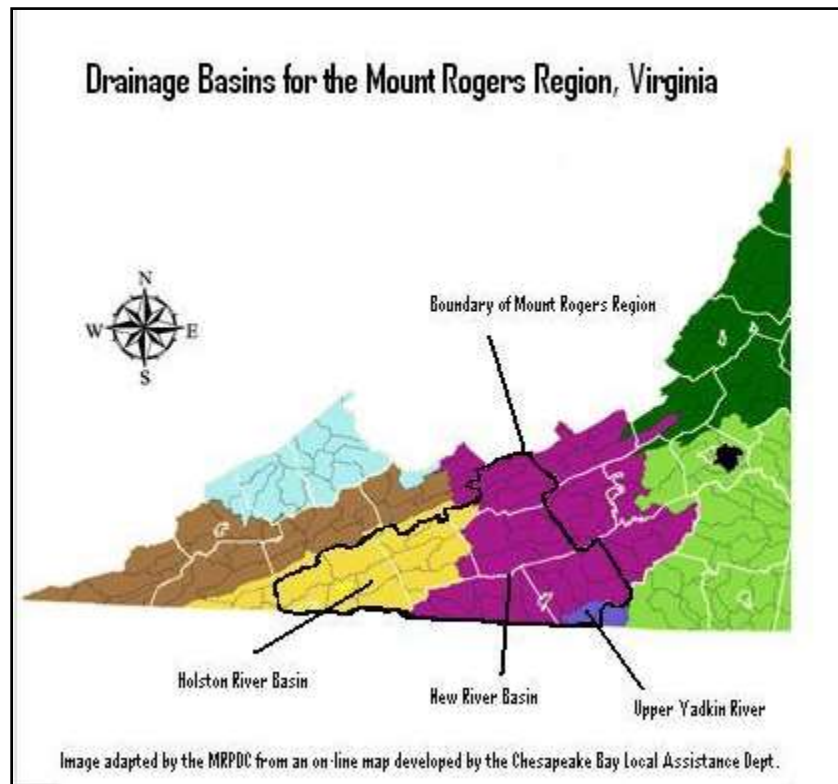 Drainage Basins for the Mount Rogers Region, Virginia
N
Boundary of Mount Rogers Region
W E
S
Holston River Basin
New River Basin
Upper Yadkin River
Image adapted by the MRPDC from an on-line map developed by the Chesapeake Bay Local Assistance Dept.